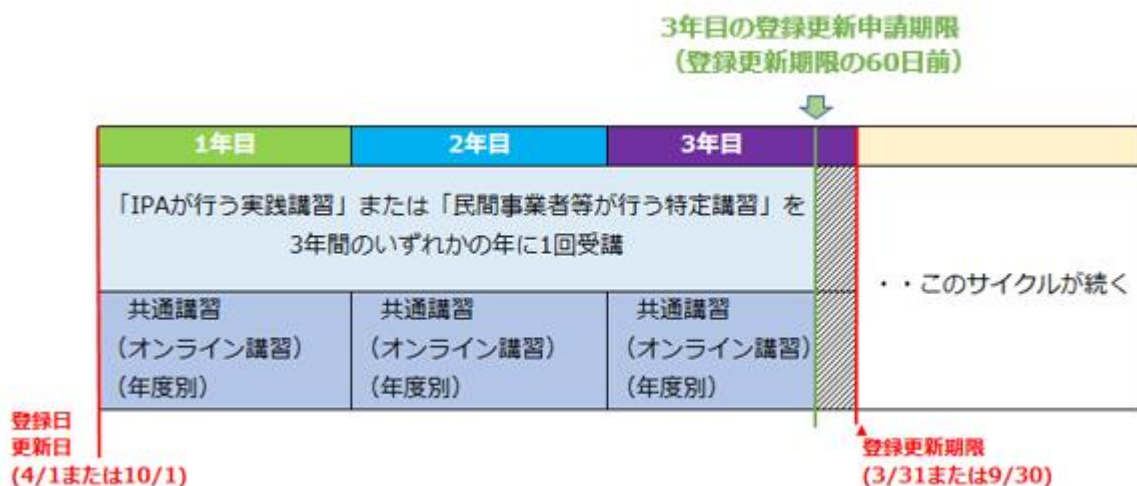 3年目の登録更新申請期限
（登録更新期限の60日前）
1年目
2年目
3年目
「IPAが行う実践講習」または「民間事業者等が行う特定講習」を
3年間のいずれかの年に1回受講
・・このサイクルが続く
共通講習
（オンライン講習）
（年度別）
共通講習
（オンライン講習）
（年度別）
共通講習
（オンライン講習）
（年度別）
登録日
更新日
(4/1または10/1)
登録更新期限
(3/31または9/30)